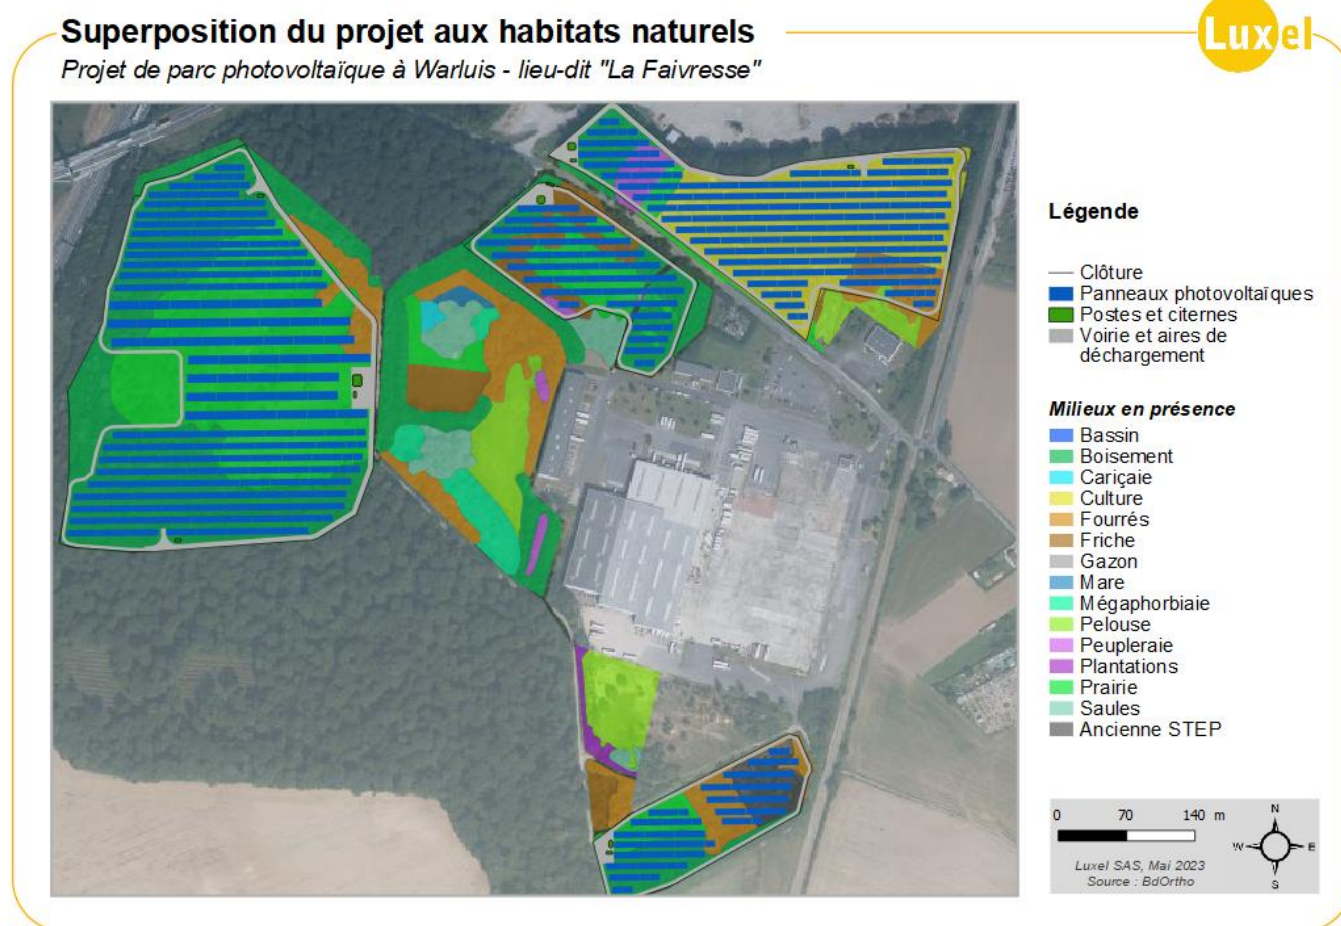 Superposition du projet aux habitats naturels
Luxel
Projet de parc photovoltaïque à Warluis - lieu-dit "La Faivresse"
Légende
Clôture
Panneaux photovoltaïques
Postes et citernes
Voirie et aires de
déchargement
Milieux en présence
Bassin
Boisement
Cariçaie
Culture
Fourrés
Friche
Gazon
Mare
Mégaphorbiaie
Pelouse
Peupleraie
Plantations
Prairie
Saules
Ancienne STEP
0 70 140 m
N
W E
S
Luxel SAS, Mai 2023
Source : BdOrtho